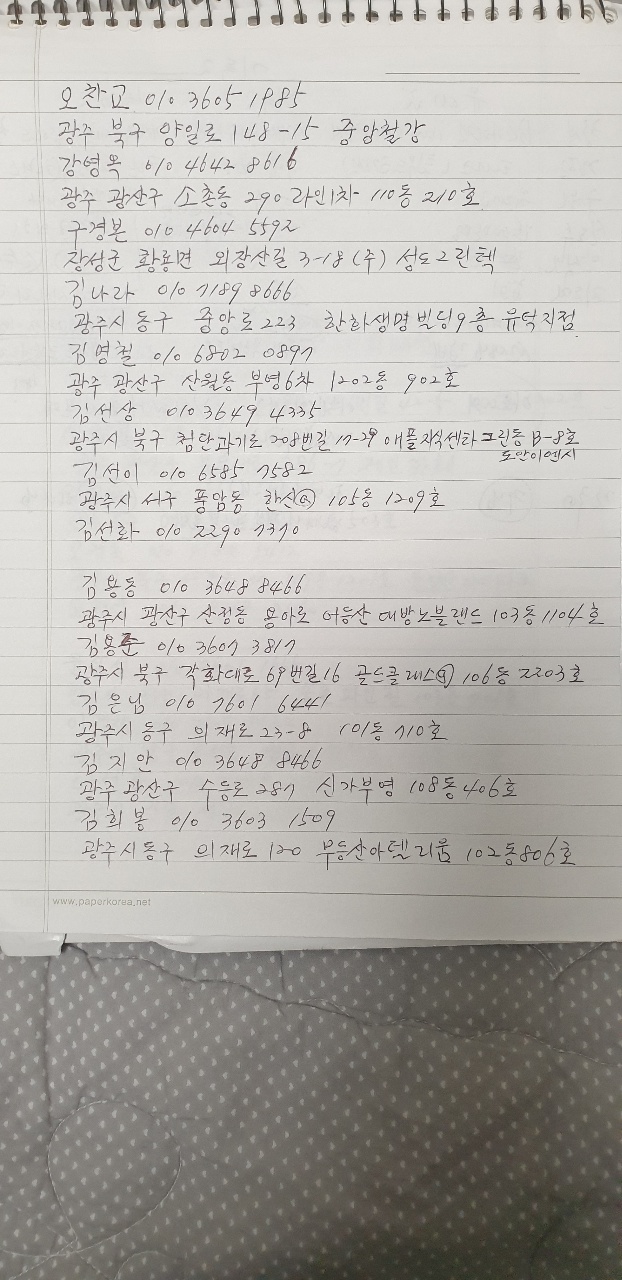 오찬교 010 3605 1985
광주 북구 양일로 148-15 중앙철강
강영옥 010 4642 8616
광주 광산구 소촌동 290 라인1차 110동 210호
구경본 010 4604 5592
장성군 황룡면 외장산길 3-18 (주) 성도그린텍
김나라 010 7189 8666
광주시 동구 중앙로 223 한화생명빌딩 9층 유덕지점
김영철 010 6802 0897
광주 광산구 산월동 부영6차 1202동 902호
김선상 010 3649 4335
광주시 북구 첨단과기로 208번길 17-29 애플지식센타 그린동 B-8호
도안이엔시
김선이 010 6585 7582
광주시 서구 풍암동 한신@ 105동 1209호
김선화 010 2290 7370
김용동 010 3648 8466
광주시 광산구 산정동 용아로 어등산 대방노블랜드 103동 1104호
김용준 010 3607 3817
광주시 북구 각화대로 69번길 16 골드클래스@ 106동 2203호
김은님 010 7601 6441
광주시 동구 의재로 23-8 101동 710호
김지안 010 3648 8466
광주 광산구 수등로 287 신가부영 108동 406호
김희봉 010 3603 1509
광주시 동구 의재로 120 무등산아텔리움 102동 806호
www.paperkorea.net